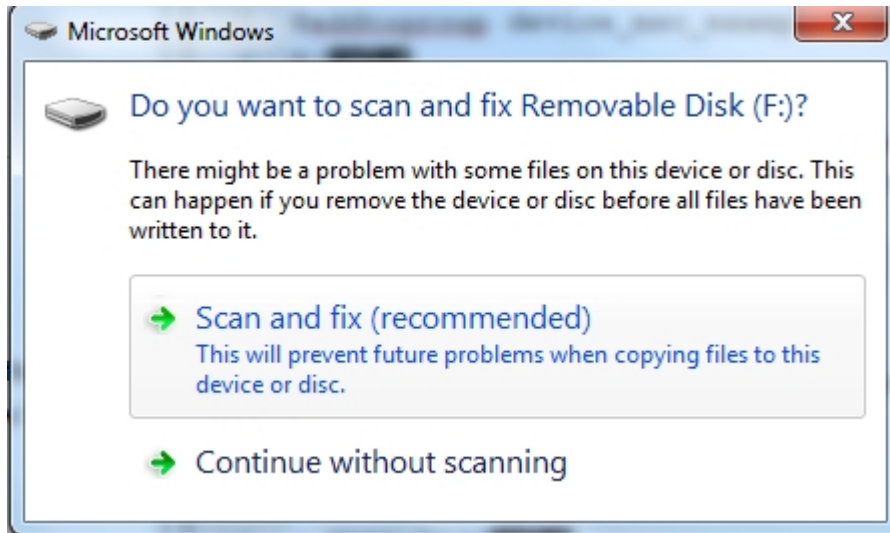 Microsoft Windows
Do you want to scan and fix Removable Disk (F:)?
There might be a problem with some files on this device or disc. This
can happen if you remove the device or disc before all files have been
written to it.
Scan and fix (recommended)
This will prevent future problems when copying files to this
device or disc.
Continue without scanning